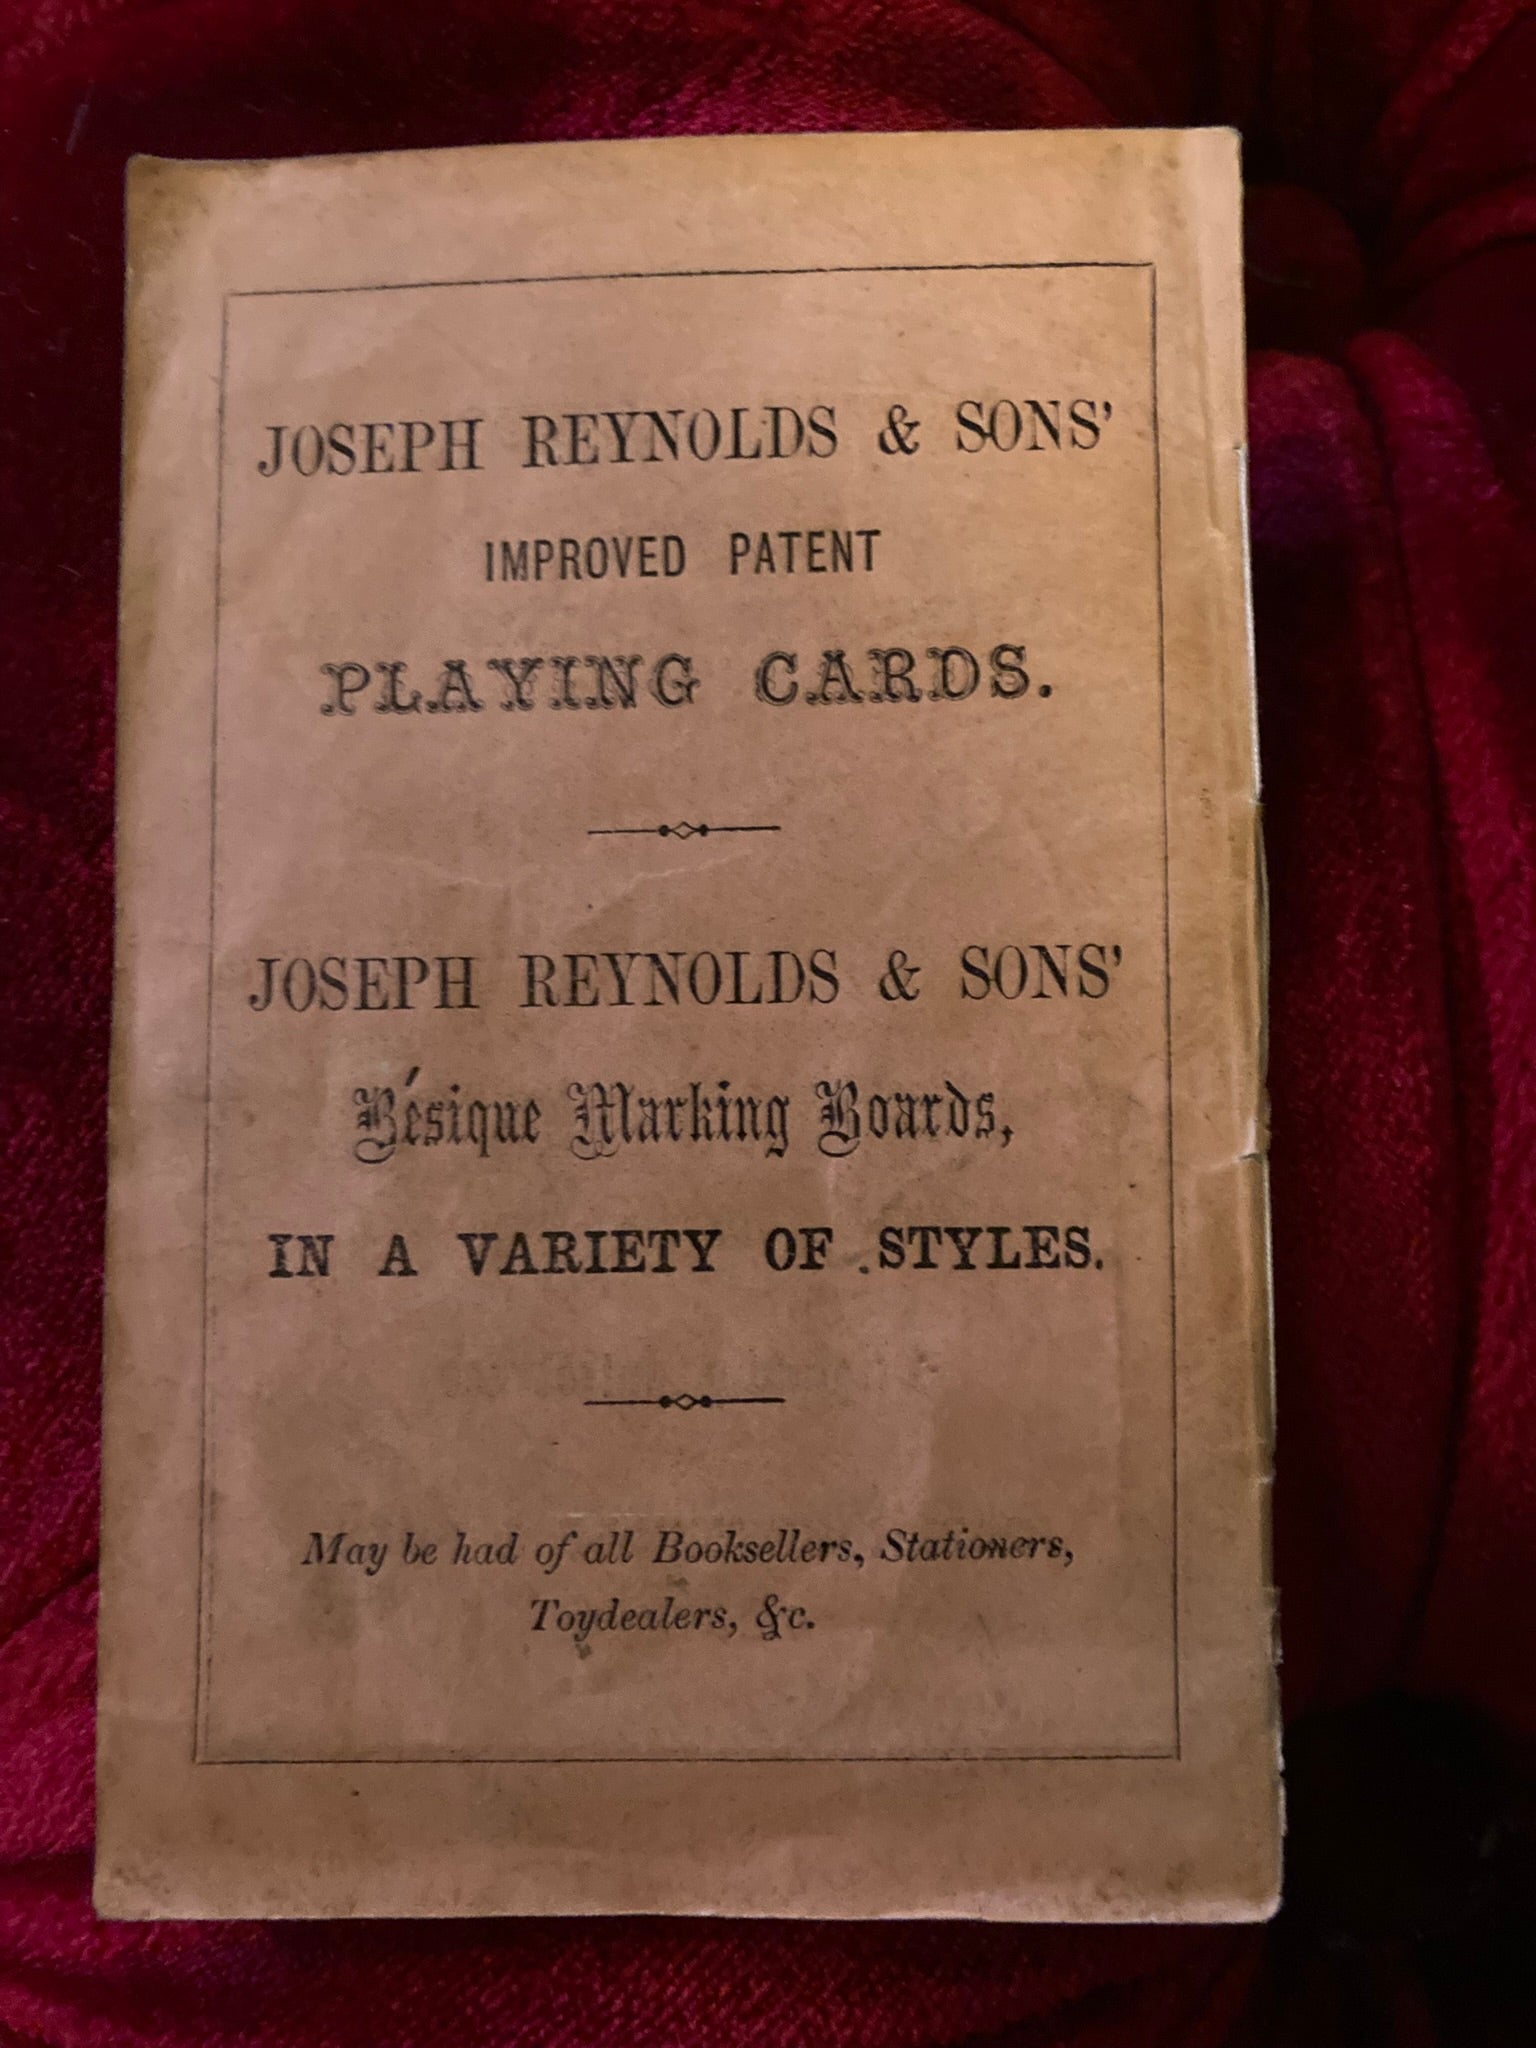 JOSEPH REYNOLDS & SONS'
IMPROVED PATENT
PLAYING CARDS.
JOSEPH REYNOLDS & SONS'
Bésique Marking Boards,
IN A VARIETY OF STYLES.
May be had of all Booksellers, Stationers,
Toydealers, &c.